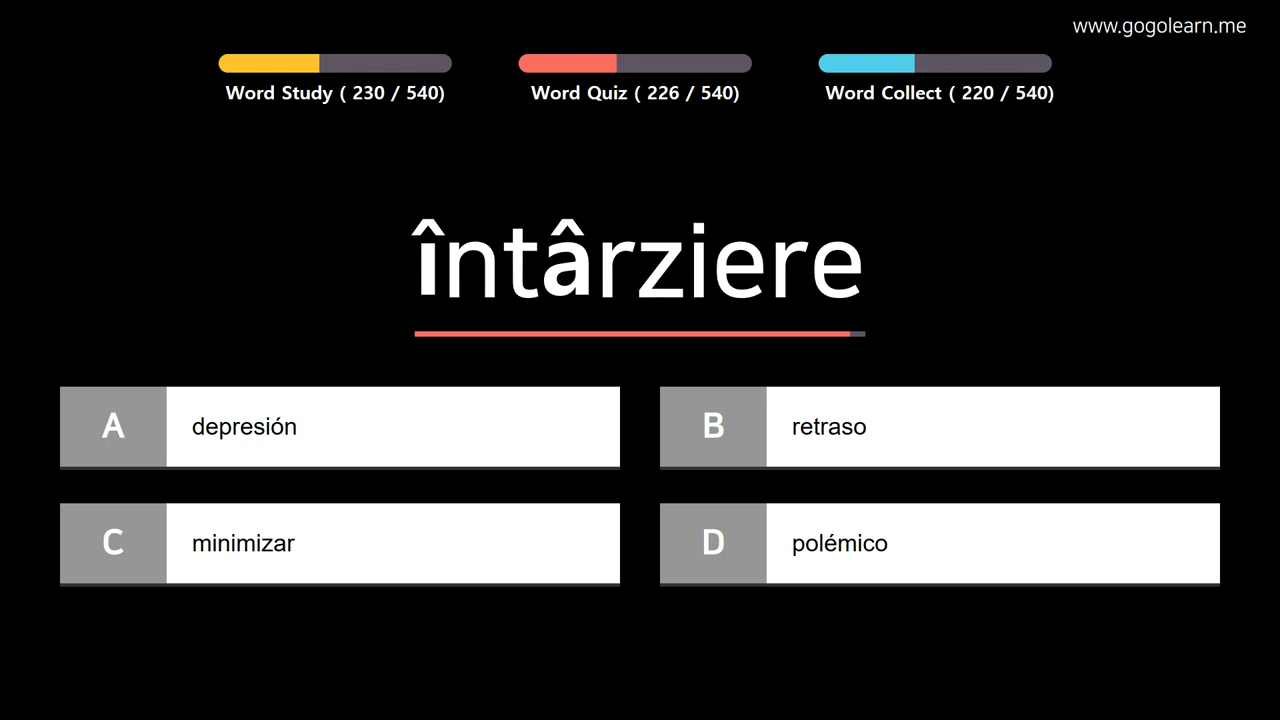 www.gogolearn.me
Word Study ( 230 / 540)
Word Quiz ( 226 / 540)
Word Collect ( 220 / 540)
întârziere
A depresión
B retraso
C minimizar
D polémico